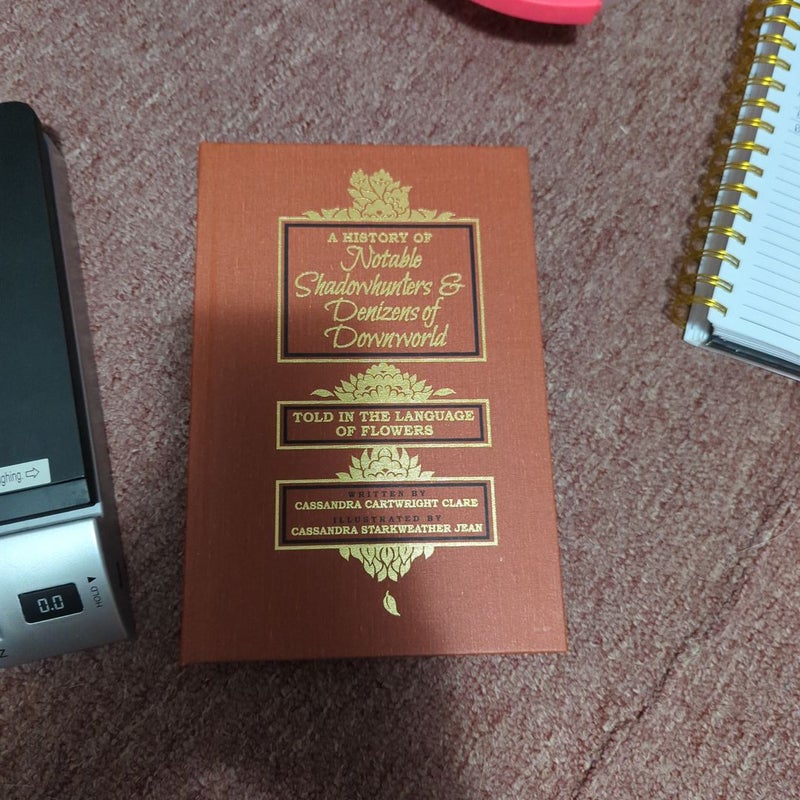 A HISTORY OF
Notable
Shadowhunters &
Denizens of
Downworld
TOLD IN THE LANGUAGE
OF FLOWERS
WRITTEN BY
CASSANDRA CARTWRIGHT CLARE
ILLUSTRATED BY
CASSANDRA STARKWEATHER JEAN
ghing.
0.0
HOLD
Z